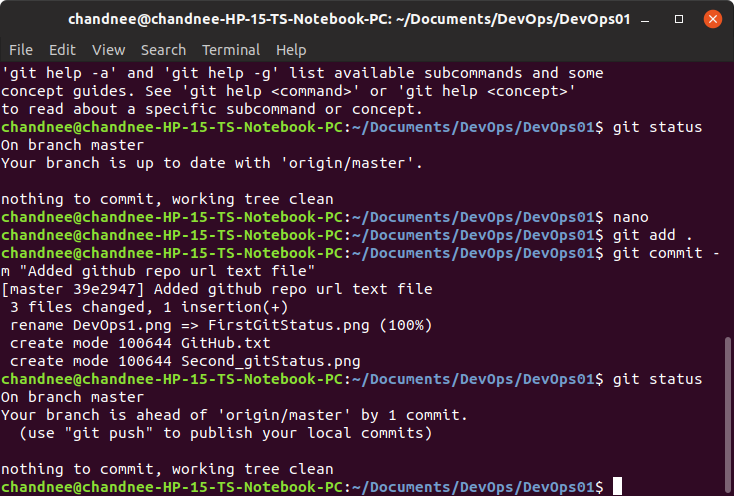 chandnee@chandnee-HP-15-TS-Notebook-PC: ~/Documents/DevOps/DevOps01
File Edit View Search Terminal Help
'git help -a' and 'git help -g' list available subcommands and some
concept guides. See 'git help <command>' or 'git help <concept>'
to read about a specific subcommand or concept.
chandnee@chandnee-HP-15-TS-Notebook-PC:~/Documents/DevOps/DevOps01$ git status
On branch master
Your branch is up to date with 'origin/master'.
nothing to commit, working tree clean
chandnee@chandnee-HP-15-TS-Notebook-PC:~/Documents/DevOps/DevOps01$ nano
chandnee@chandnee-HP-15-TS-Notebook-PC:~/Documents/DevOps/DevOps01$ git add .
chandnee@chandnee-HP-15-TS-Notebook-PC:~/Documents/DevOps/DevOps01$ git commit -
m "Added github repo url text file"
[master 39e2947] Added github repo url text file
 3 files changed, 1 insertion(+)
 rename DevOps1.png => FirstGitStatus.png (100%)
 create mode 100644 GitHub.txt
 create mode 100644 Second_gitStatus.png
chandnee@chandnee-HP-15-TS-Notebook-PC:~/Documents/DevOps/DevOps01$ git status
On branch master
Your branch is ahead of 'origin/master' by 1 commit.
  (use "git push" to publish your local commits)
nothing to commit, working tree clean
chandnee@chandnee-HP-15-TS-Notebook-PC:~/Documents/DevOps/DevOps01$